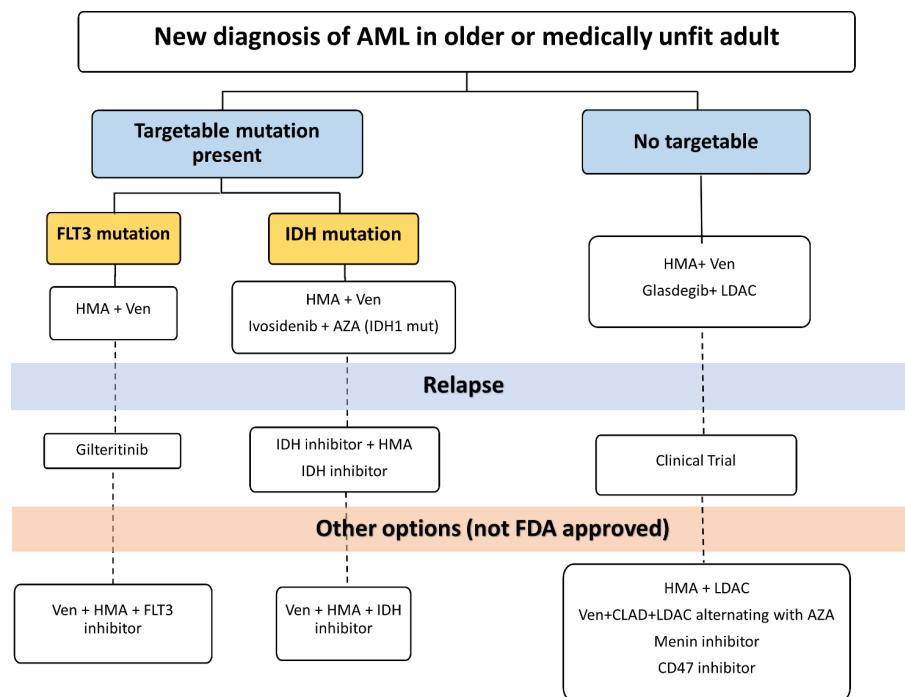 New diagnosis of AML in older or medically unfit adult
Targetable mutation
present
No targetable
FLT3 mutation
IDH mutation
HMA + Ven
HMA + Ven
Ivosidenib + AZA (IDH1 mut)
HMA+ Ven
Glasdegib+ LDAC
Relapse
Gilteritinib
IDH inhibitor + HMA
IDH inhibitor
Clinical Trial
Other options (not FDA approved)
Ven + HMA + FLT3
inhibitor
Ven + HMA + IDH
inhibitor
HMA + LDAC
Ven+CLAD+LDAC alternating with AZA
Menin inhibitor
CD47 inhibitor